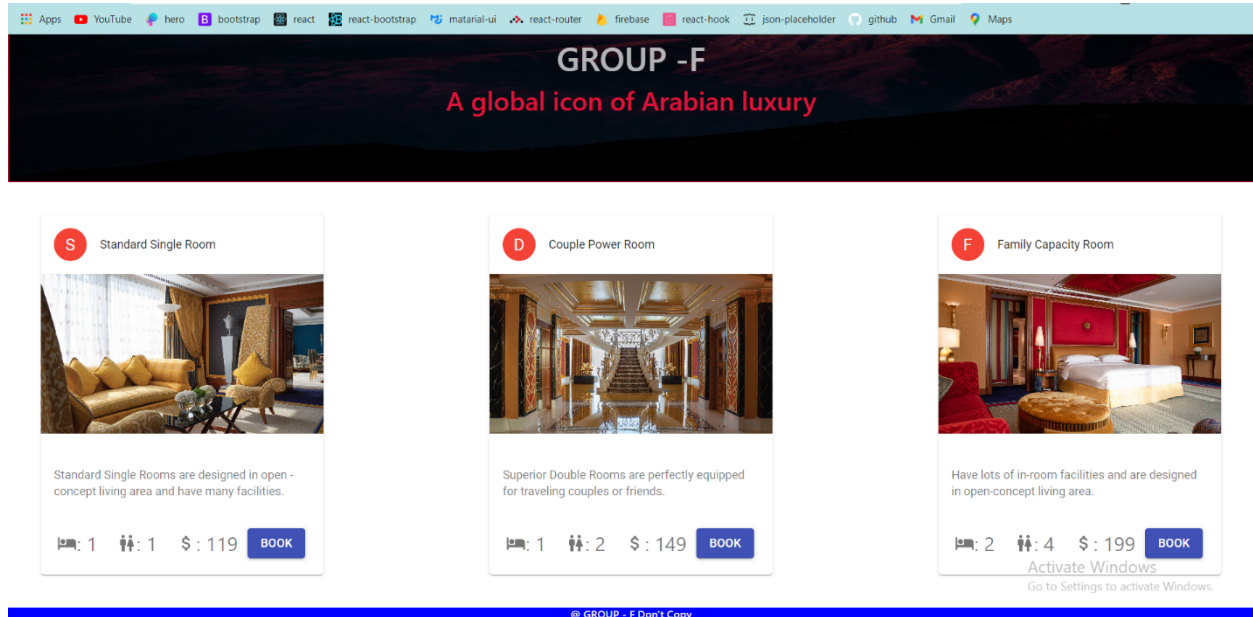 Apps YouTube hero B bootstrap react react-bootstrap matarial-ui react-router firebase react-hook json-placeholder github Gmail Maps
GROUP -F
A global icon of Arabian luxury
S Standard Single Room
Standard Single Rooms are designed in open -
concept living area and have many facilities.
: 1 : 1 $ : 119 BOOK
D Couple Power Room
Superior Double Rooms are perfectly equipped
for traveling couples or friends.
: 1 : 2 $ : 149 BOOK
F Family Capacity Room
Have lots of in-room facilities and are designed
in open-concept living area.
: 2 : 4 $ : 199 BOOK
Activate Windows
Go to Settings to activate Windows.
@ GROUP - F Don't Copy